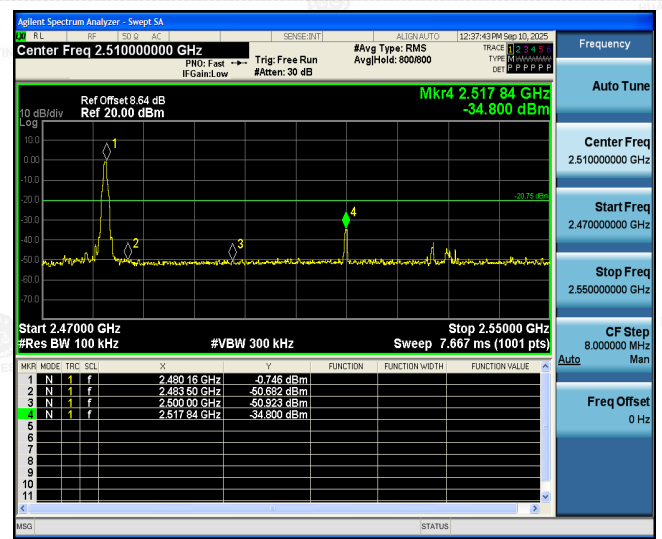 Agilent Spectrum Analyzer - Swept SA
LXI RL RF 50 Ω AC SENSE:INT ALIGN AUTO 12:37:43 PM Sep 10, 2025
Center Freq 2.510000000 GHz
PNO: Fast
IFGain:Low
Trig: Free Run
#Atten: 30 dB
#Avg Type: RMS
Avg|Hold: 800/800
TRACE 1 2 3 4 5 6
TYPE M
DET P P P P P P
Ref Offset 8.64 dB
Ref 20.00 dBm
10 dB/div
Log
Mkr4 2.517 84 GHz
-34.800 dBm
10.0
0.00
-10.0
-20.0
-30.0
-40.0
-50.0
-60.0
-70.0
1
2
3
4
-20.75 dBm
Start 2.47000 GHz
Stop 2.55000 GHz
#Res BW 100 kHz
#VBW 300 kHz
Sweep 7.667 ms (1001 pts)
MKR MODE TRC SCL X Y FUNCTION FUNCTION WIDTH FUNCTION VALUE
1 N 1 f 2.480 16 GHz -0.746 dBm
2 N 1 f 2.483 50 GHz -50.682 dBm
3 N 1 f 2.500 00 GHz -50.923 dBm
4 N 1 f 2.517 84 GHz -34.800 dBm
5
6
7
8
9
10
11
MSG
STATUS
Frequency
Auto Tune
Center Freq
2.510000000 GHz
Start Freq
2.470000000 GHz
Stop Freq
2.550000000 GHz
CF Step
8.000000 MHz
Auto Man
Freq Offset
0 Hz